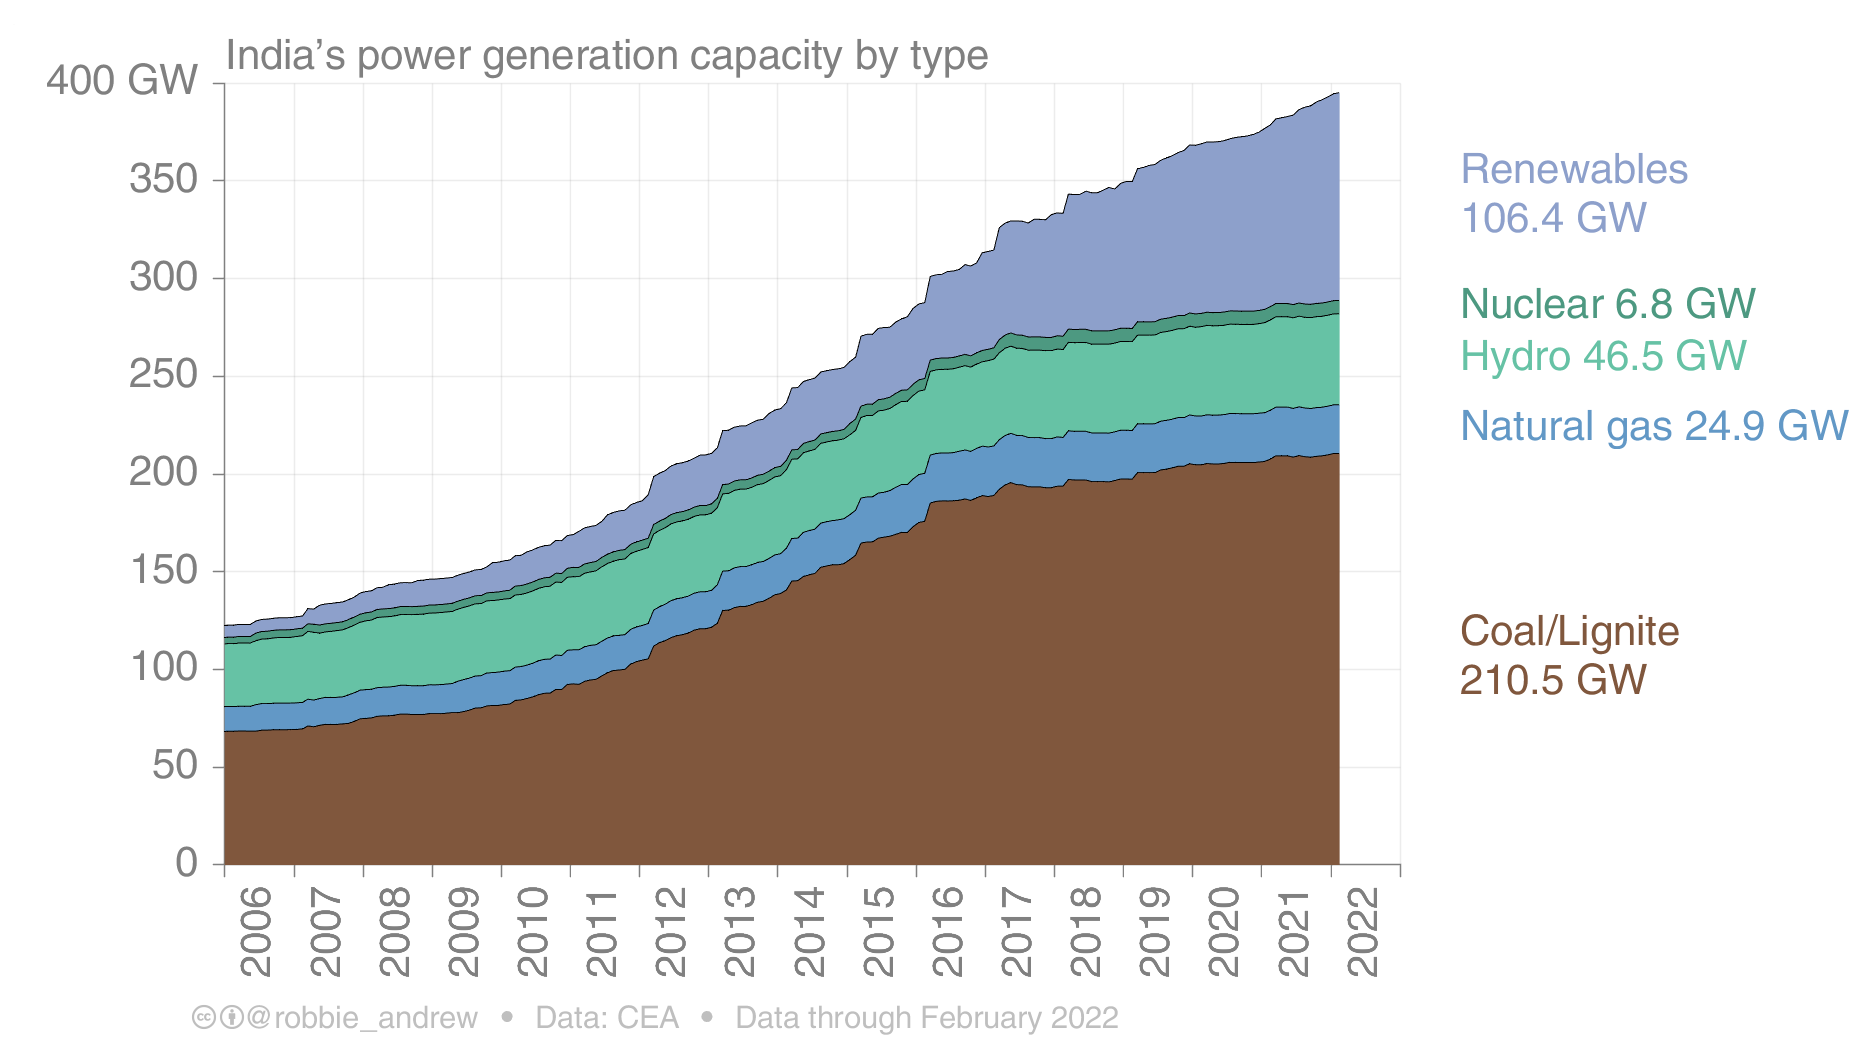 India’s power generation capacity by type
400 GW
350
300
250
200
150
100
50
0
2006
2007
2008
2009
2010
2011
2012
2013
2014
2015
2016
2017
2018
2019
2020
2021
2022
Renewables
106.4 GW
Nuclear 6.8 GW
Hydro 46.5 GW
Natural gas 24.9 GW
Coal/Lignite
210.5 GW
@robbie_andrew • Data: CEA • Data through February 2022